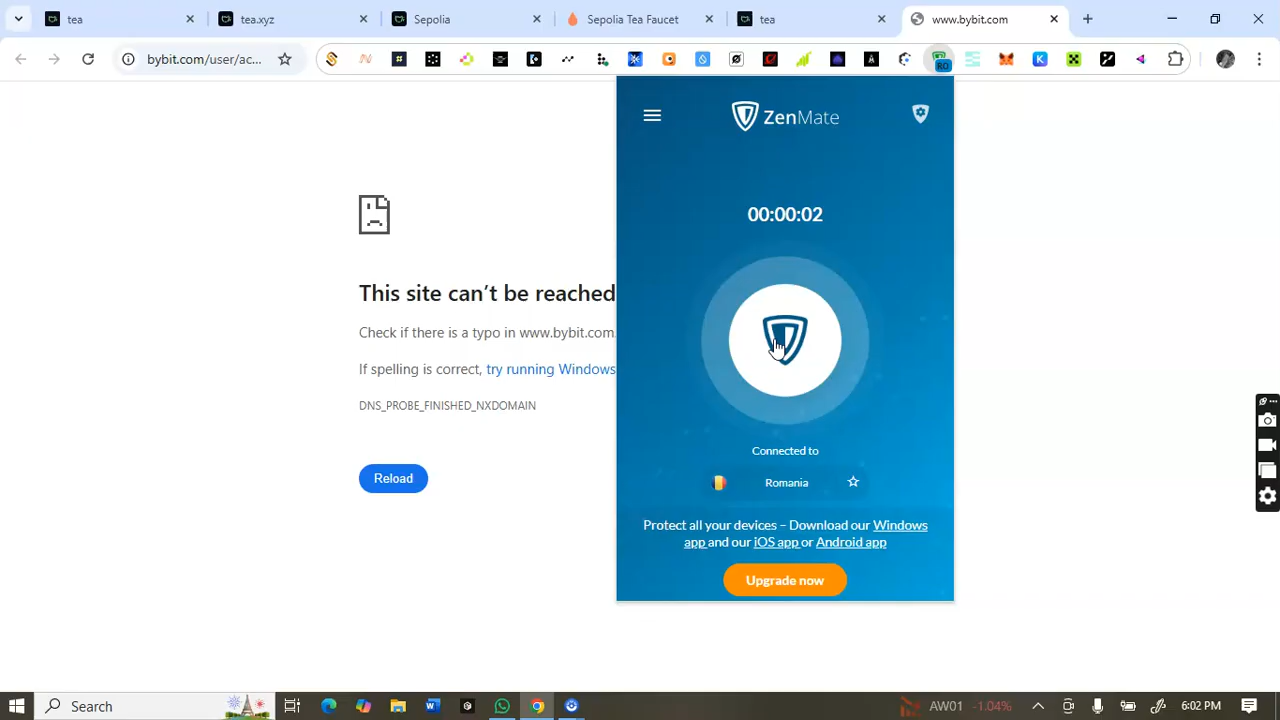 tea
tea.xyz
Sepolia
Sepolia Tea Faucet
tea
www.bybit.com
bybit.com/user/ac...
RO
ZenMate
00:00:02
This site can't be reached
Check if there is a typo in www.bybit.com
If spelling is correct, try running Windows
DNS_PROBE_FINISHED_NXDOMAIN
Reload
Connected to
Romania
Protect all your devices – Download our Windows
app and our iOS app or Android app
Upgrade now
Search
AW01 -1.04%
6:02 PM